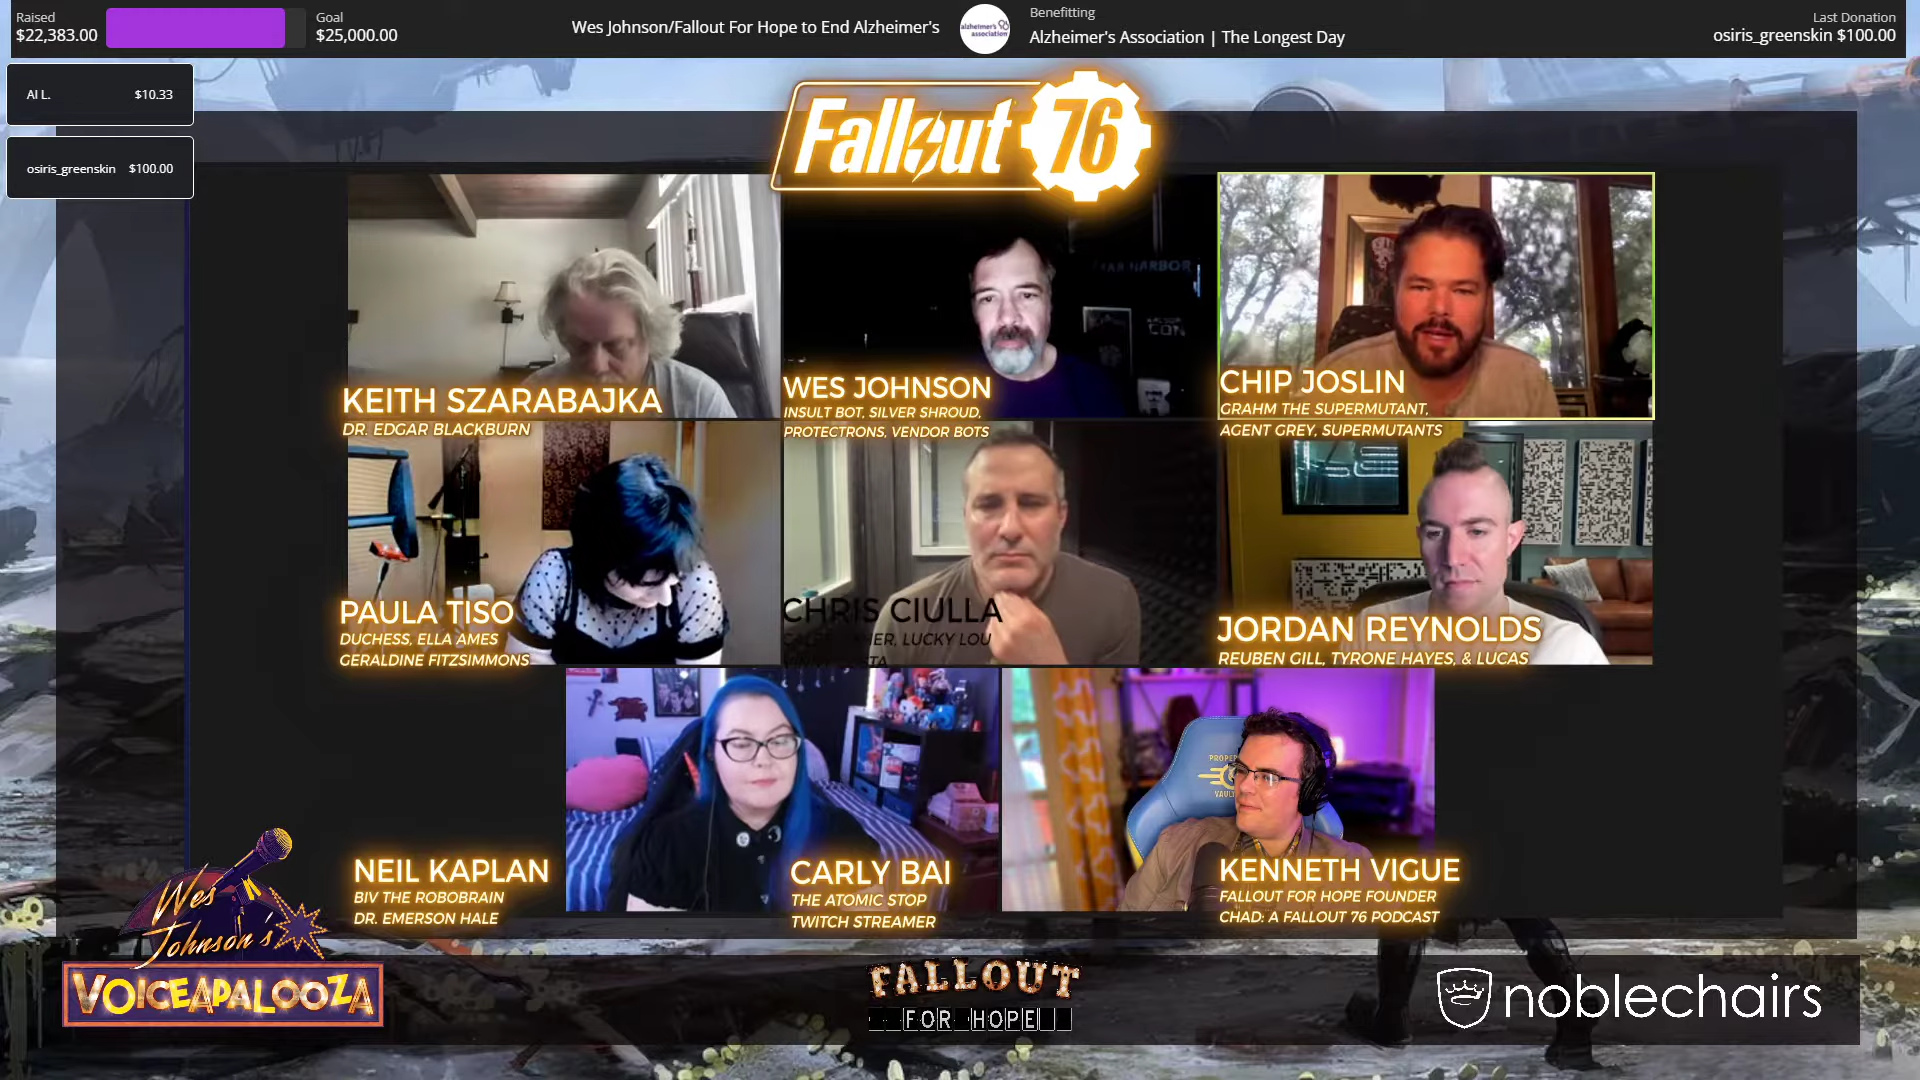 Raised
$22,383.00
Goal
$25,000.00
Wes Johnson/Fallout For Hope to End Alzheimer's
alzheimer's
association
Benefitting
Alzheimer's Association | The Longest Day
Last Donation
osiris_greenskin $100.00
Al L. $10.33
osiris_greenskin $100.00
Fallout 76
KEITH SZARABAJKA
DR. EDGAR BLACKBURN
WES JOHNSON
INSULT BOT, SILVER SHROUD,
PROTECTRONS, VENDOR BOTS
HARBOR
CON
CHIP JOSLIN
GRAHM THE SUPERMUTANT,
AGENT GREY, SUPERMUTANTS
PAULA TISO
DUCHESS, ELLA AMES
GERALDINE FITZSIMMONS
CHRIS CIULLA
LUCKY LOU
JORDAN REYNOLDS
REUBEN GILL, TYRONE HAYES, & LUCAS
NEIL KAPLAN
BIV THE ROBOBRAIN
DR. EMERSON HALE
CARLY BAI
THE ATOMIC STOP
TWITCH STREAMER
VAULT
KENNETH VIGUE
FALLOUT FOR HOPE FOUNDER
CHAD: A FALLOUT 76 PODCAST
Wes
Johnson's
VOICEAPALOOZA
FALLOUT
FOR HOPE
noblechairs